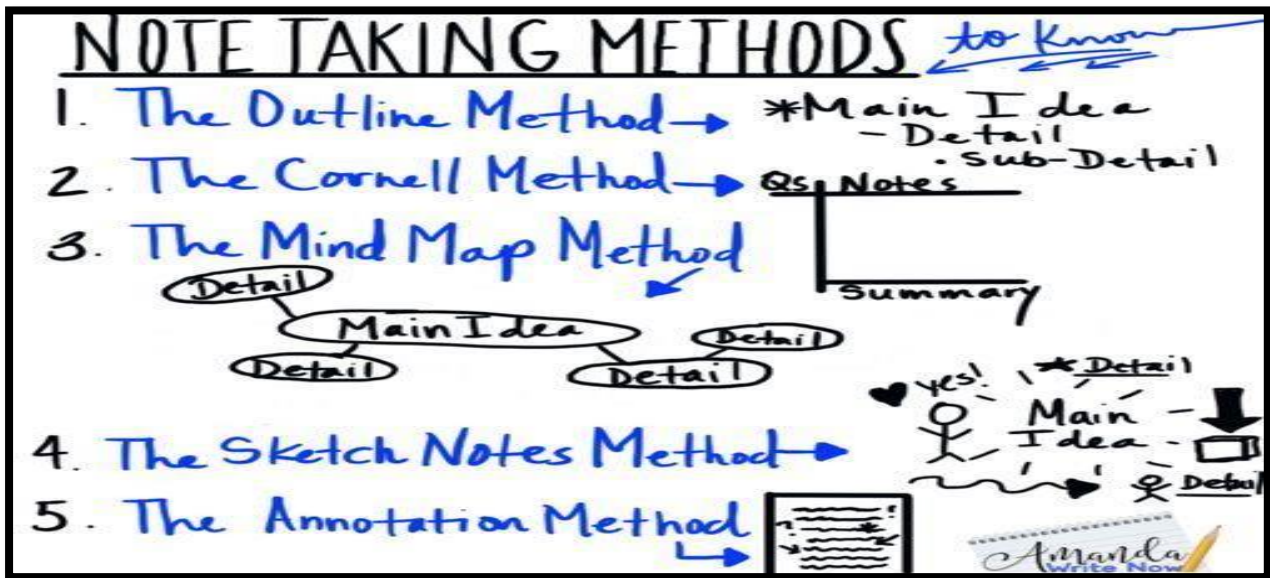 NOTE TAKING METHODS to Know
1. The Outline Method
*Main Idea
- Detail
. Sub-Detail
2. The Cornell Method
Qs Notes
Summary
3. The Mind Map Method
Detail
Main Idea
Detail
Detail
Detail
4. The Sketch Notes Method
yes!
* Detail
Main
Idea
Detail
5. The Annotation Method
Amanda
Write Now